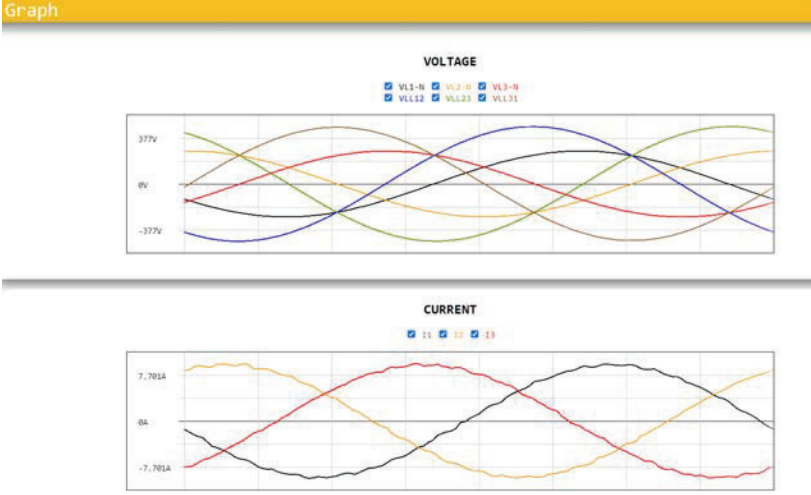 Graph
VOLTAGE
VL1-N VL2-N VL3-N
VLL12 VLL23 VLL31
377V
0V
-377V
CURRENT
I1 I2 I3
7.701A
0A
-7.701A